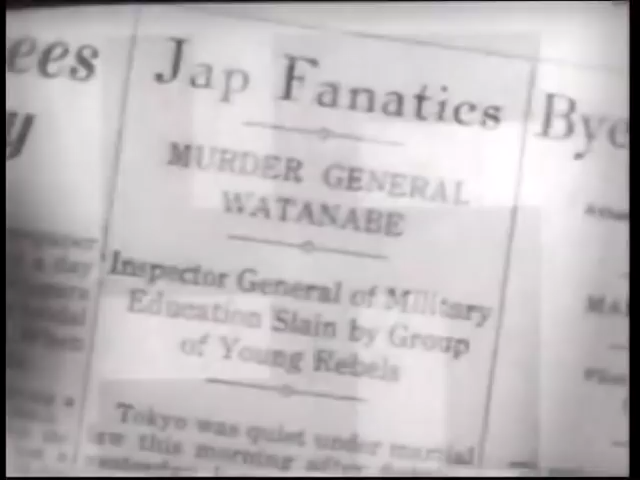 ees
y
Jap Fanatics
MURDER GENERAL
WATANABE
Inspector General of Military
Education Slain by Group
of Young Rebels
Tokyo was quiet under martial
this morning after
Bye